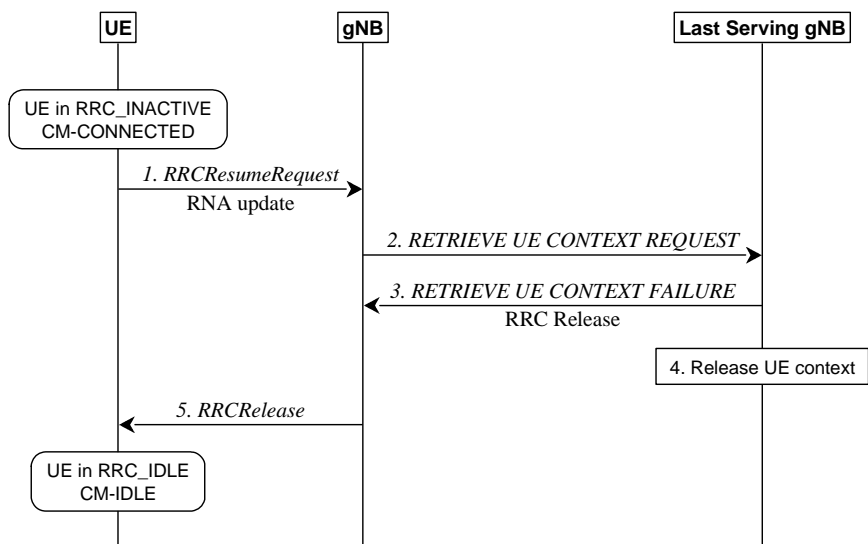 UE
gNB
Last Serving gNB
UE in RRC_INACTIVE
CM-CONNECTED
1. RRCResumeRequest
RNA update
2. RETRIEVE UE CONTEXT REQUEST
3. RETRIEVE UE CONTEXT FAILURE
RRC Release
4. Release UE context
5. RRCRelease
UE in RRC_IDLE
CM-IDLE